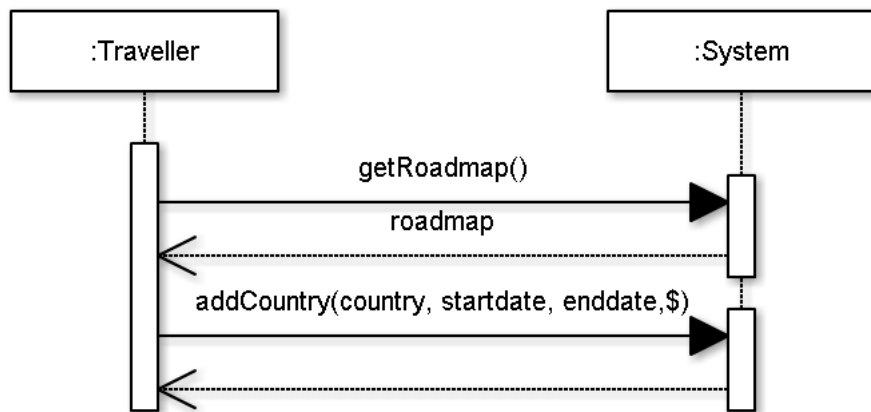 :Traveller
:System
getRoadmap()
roadmap
addCountry(country, startdate, enddate,$)